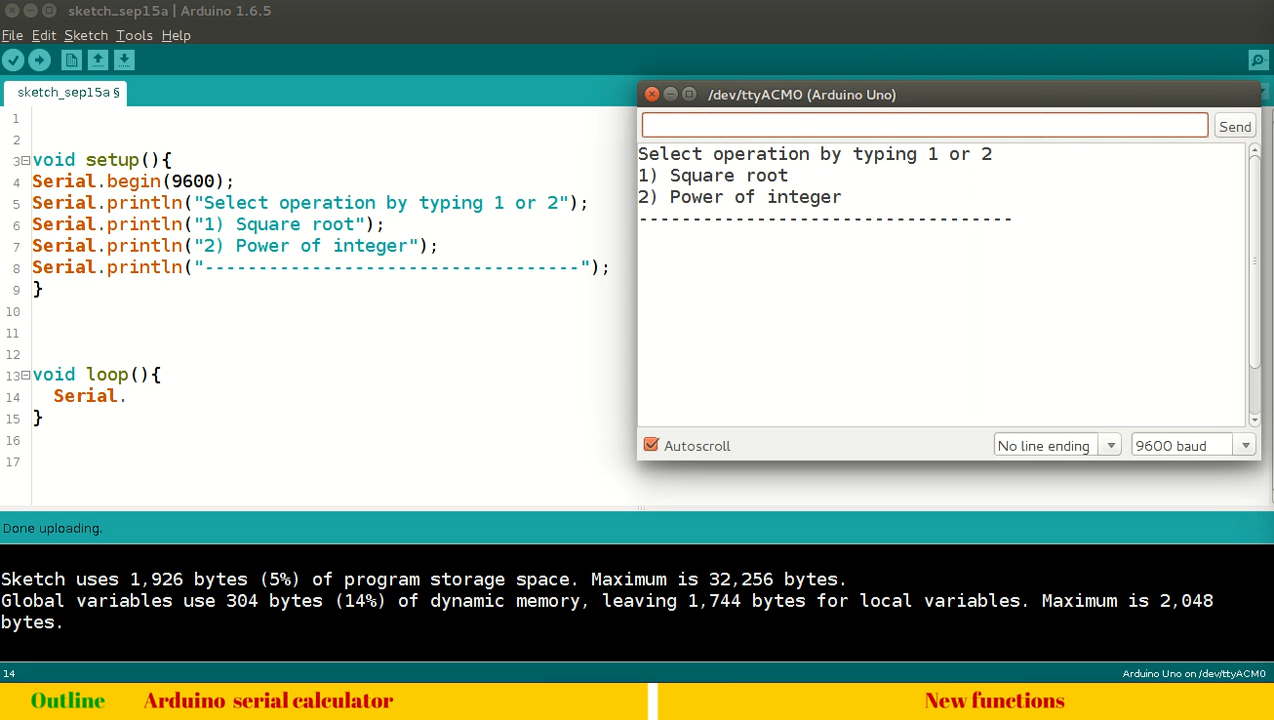 sketch_sep15a | Arduino 1.6.5
File Edit Sketch Tools Help
sketch_sep15a §
1
2
3 void setup(){
4 Serial.begin(9600);
5 Serial.println("Select operation by typing 1 or 2");
6 Serial.println("1) Square root");
7 Serial.println("2) Power of integer");
8 Serial.println("-----------------------------------");
9 }
10
11
12
13 void loop(){
14 Serial.
15 }
16
17
/dev/ttyACM0 (Arduino Uno)
Send
Select operation by typing 1 or 2
1) Square root
2) Power of integer
-----------------------------------
Autoscroll
No line ending
9600 baud
Done uploading.
Sketch uses 1,926 bytes (5%) of program storage space. Maximum is 32,256 bytes.
Global variables use 304 bytes (14%) of dynamic memory, leaving 1,744 bytes for local variables. Maximum is 2,048
bytes.
14
Arduino Uno on /dev/ttyACM0
Outline Arduino serial calculator
New functions